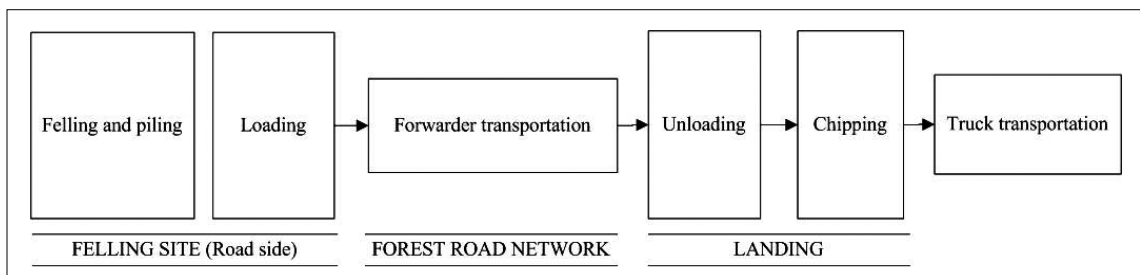 Felling and piling
Loading
Forwarder transportation
Unloading
Chipping
Truck transportation
FELLING SITE (Road side)
FOREST ROAD NETWORK
LANDING